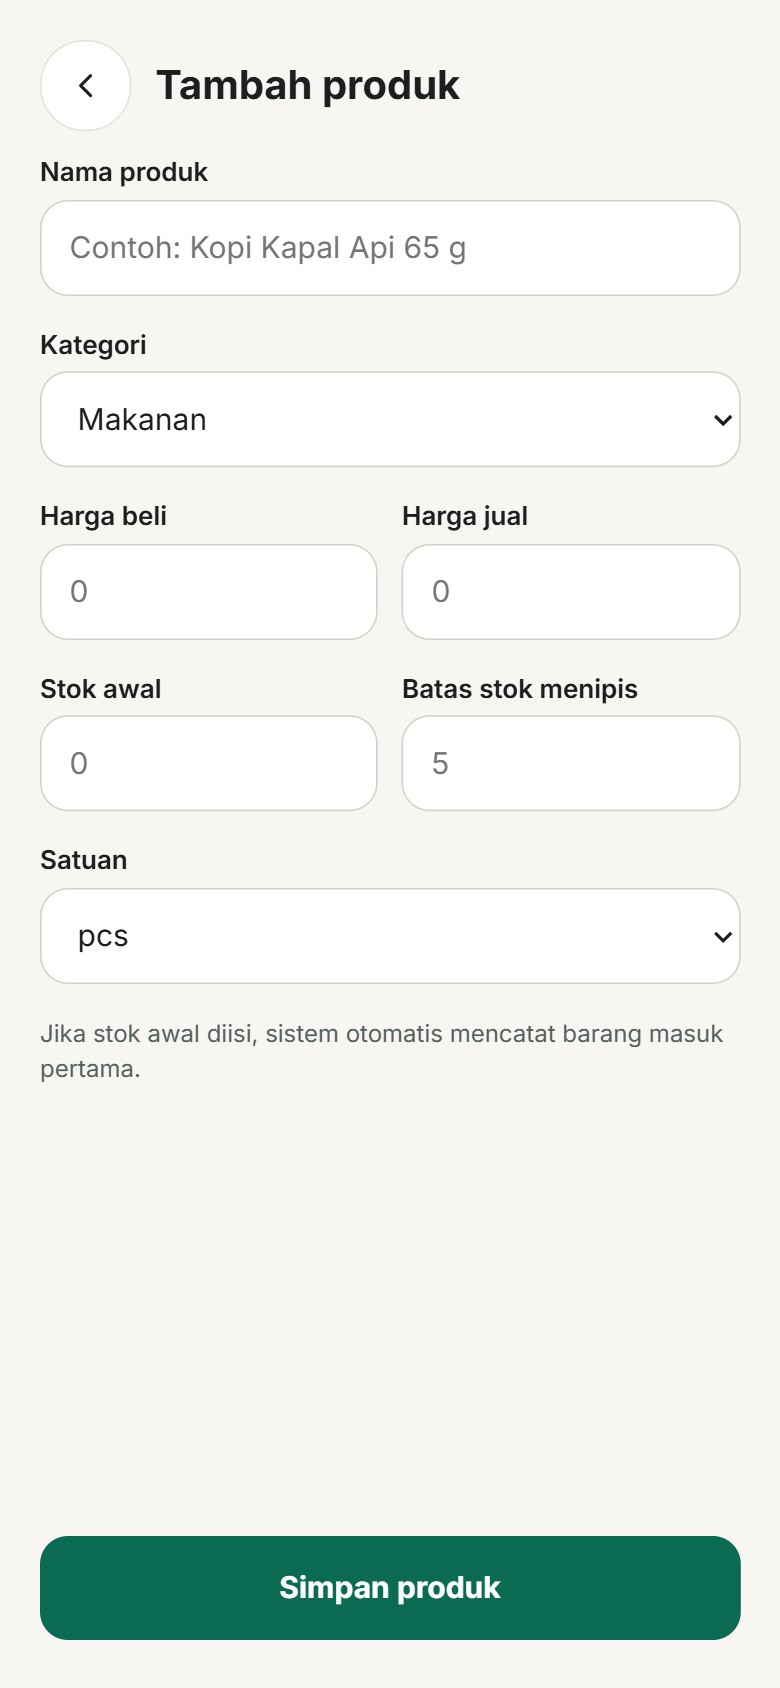 Tambah produk
Nama produk
Contoh: Kopi Kapal Api 65 g
Kategori
Makanan
Harga beli
Harga jual
0
0
Stok awal
Batas stok menipis
0
5
Satuan
pcs
Jika stok awal diisi, sistem otomatis mencatat barang masuk
pertama.
Simpan produk